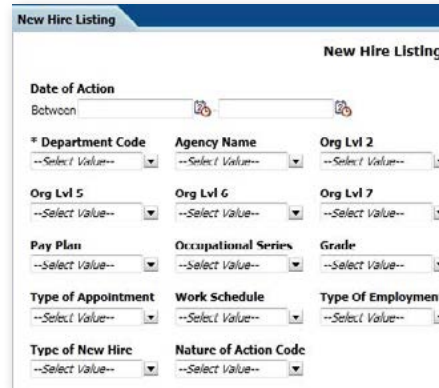 New Hire Listing
New Hire Listing
Date of Action
Between
* Department Code Agency Name Org Lvl 2
--Select Value-- --Select Value-- --Select Value--
Org Lvl 5 Org Lvl 6 Org Lvl 7
--Select Value-- --Select Value-- --Select Value--
Pay Plan Occupational Series Grade
--Select Value-- --Select Value-- --Select Value--
Type of Appointment Work Schedule Type Of Employment
--Select Value-- --Select Value-- --Select Value--
Type of New Hire Nature of Action Code
--Select Value-- --Select Value--